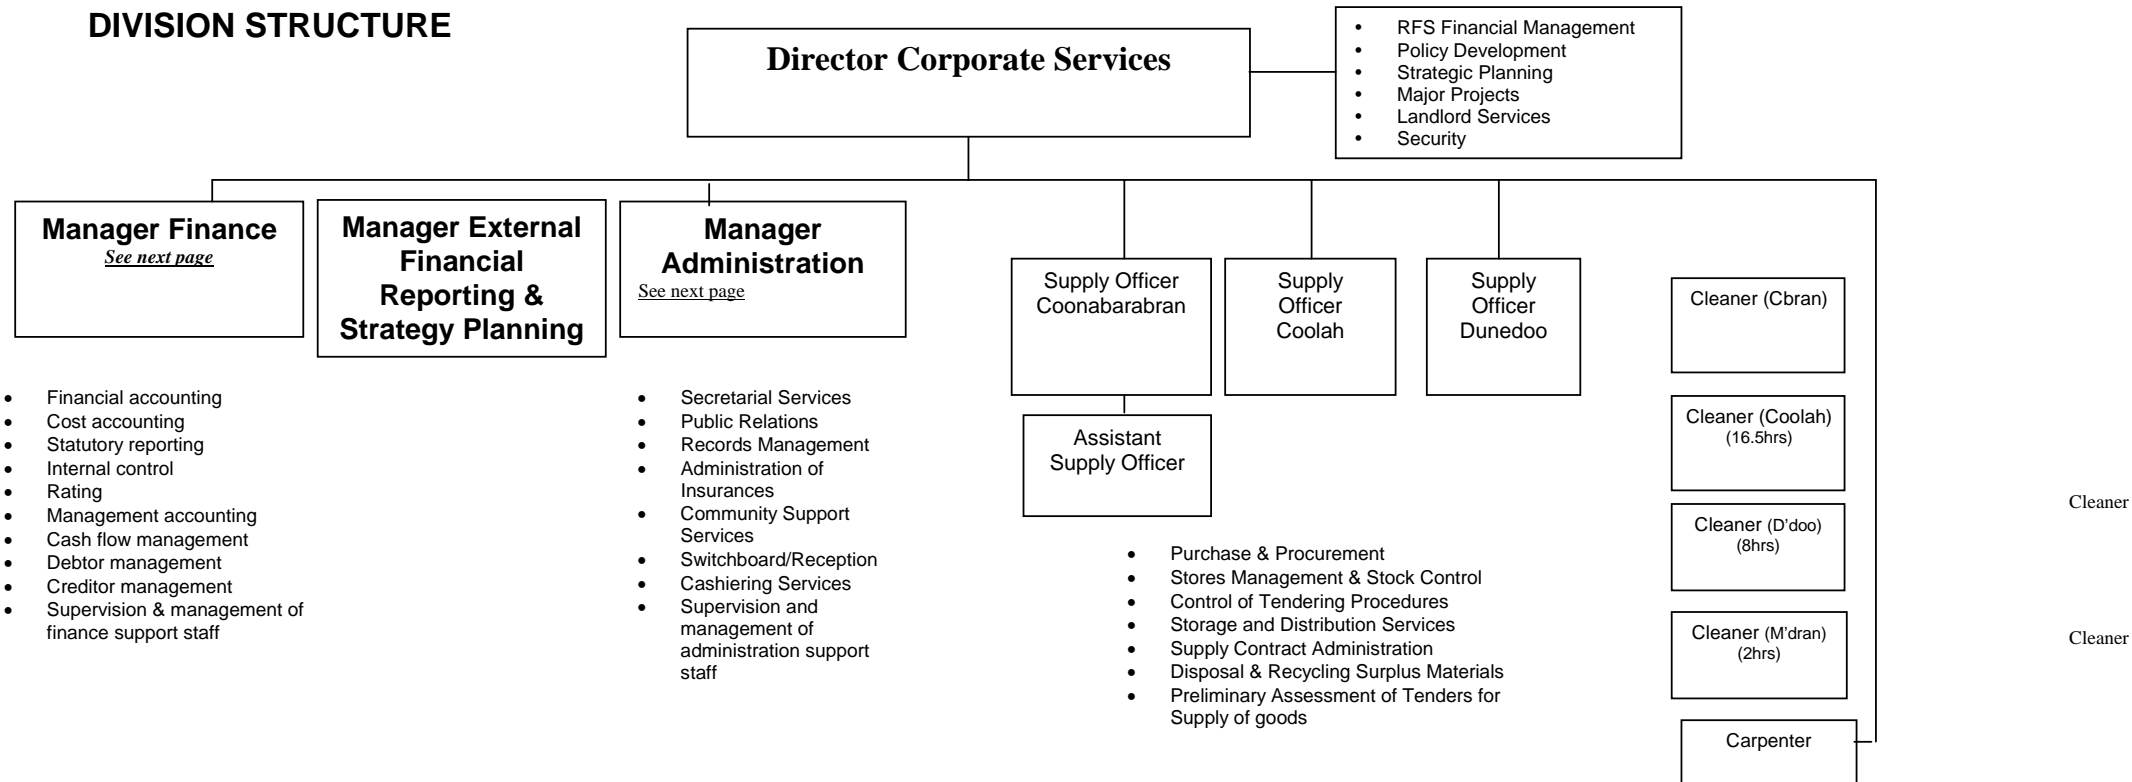 DIVISION STRUCTURE
Director Corporate Services
• RFS Financial Management
• Policy Development
• Strategic Planning
• Major Projects
• Landlord Services
• Security
Manager Finance
See next page
Manager External
Financial
Reporting &
Strategy Planning
Manager
Administration
See next page
Supply Officer
Coonabarabran
Supply
Officer
Coolah
Supply
Officer
Dunedoo
Assistant
Supply Officer
Cleaner (Cbran)
Cleaner (Coolah)
(16.5hrs)
Cleaner (D’doo)
(8hrs)
Cleaner (M’dran)
(2hrs)
Carpenter
• Financial accounting
• Cost accounting
• Statutory reporting
• Internal control
• Rating
• Management accounting
• Cash flow management
• Debtor management
• Creditor management
• Supervision & management of
finance support staff
• Secretarial Services
• Public Relations
• Records Management
• Administration of
Insurances
• Community Support
Services
• Switchboard/Reception
• Cashiering Services
• Supervision and
management of
administration support
staff
• Purchase & Procurement
• Stores Management & Stock Control
• Control of Tendering Procedures
• Storage and Distribution Services
• Supply Contract Administration
• Disposal & Recycling Surplus Materials
• Preliminary Assessment of Tenders for
Supply of goods
Cleaner
Cleaner